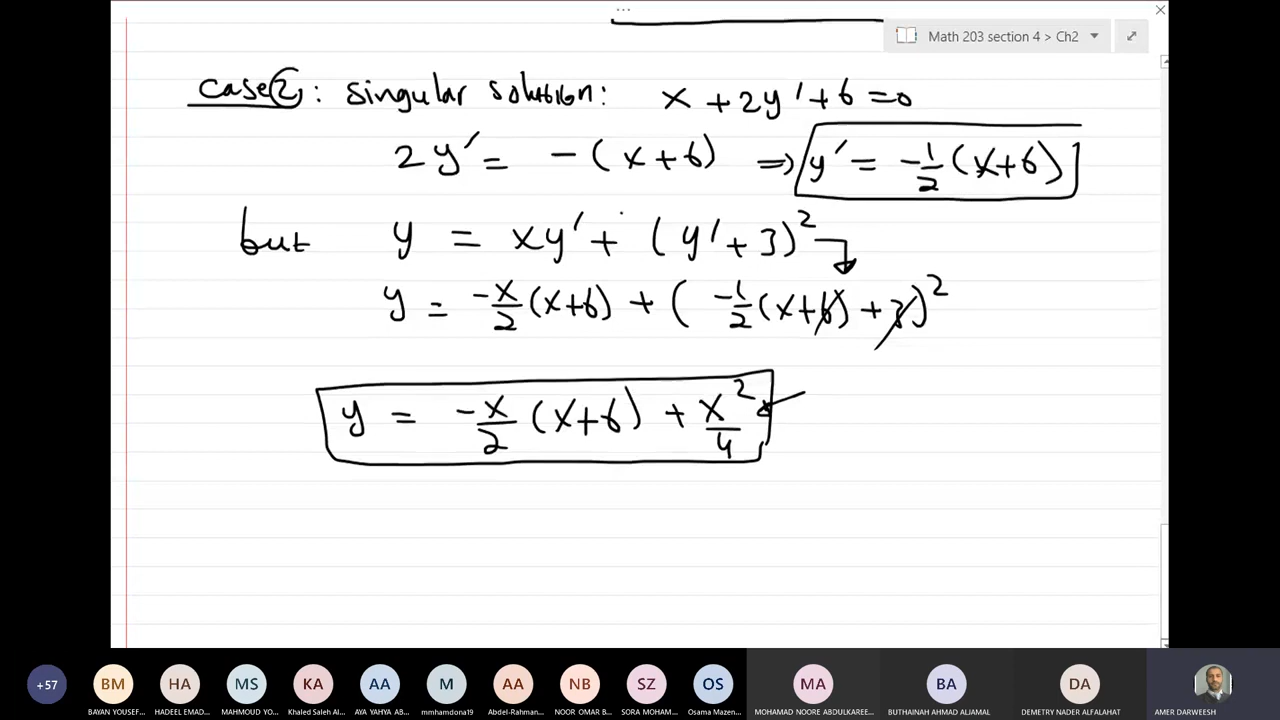 Math 203 section 4 > Ch2
case 2 : singular solution: x + 2y' + 6 = 0
2y' = -(x+6) ⇒ y' = -1/2 (x+6)
but y = xy' + (y'+3)^2
y = -x/2 (x+6) + (-1/2 (x+6) + 3)^2
y = -x/2 (x+6) + x^2/4
+57 BM HA MS KA AA M AA NB SZ OS MA BA DA
BAYAN YOUSEF... HADEEL EMAD... MAHMOUD YO... Khaled Saleh Al... AYA YAHYA AB... mmhamdona19 Abdel-Rahman... NOOR OMAR B... SORA MOHAM... Osama Mazen... MOHAMAD NOORE ABDULKAREE... BUTHAINAH AHMAD ALJAMAL DEMETRY NADER ALFALAHAT AMER DARWEESH